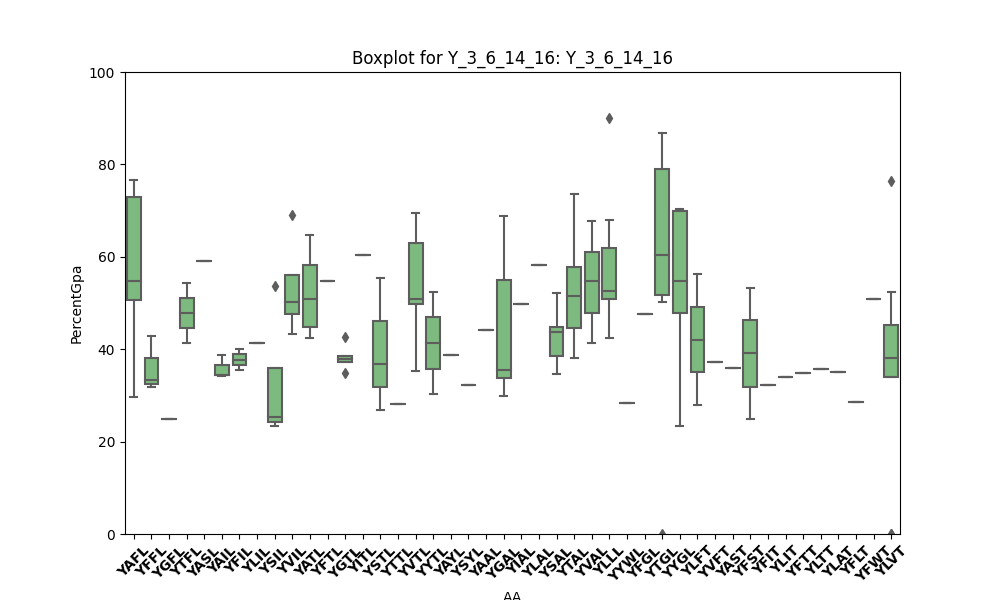 Boxplot for Y_3_6_14_16: Y_3_6_14_16
100
80
60
40
20
0
PercentGpa
YAFL YFFL YGFL YTFL YASL YAIL YFIL YLIL YSIL YVIL YATL YFTL YGTL YITL YSTL YTTL YVTL YYTL YAYL YSYL YAAL YGAL YIAL YLAL YSAL YTAL YVAL YLL YYWL YFGL YTGL YYGL YLFT YVFT YAST YFST YFIT YLIT YFTT YLTT YLAT YFLT YFWT YLVT
AA